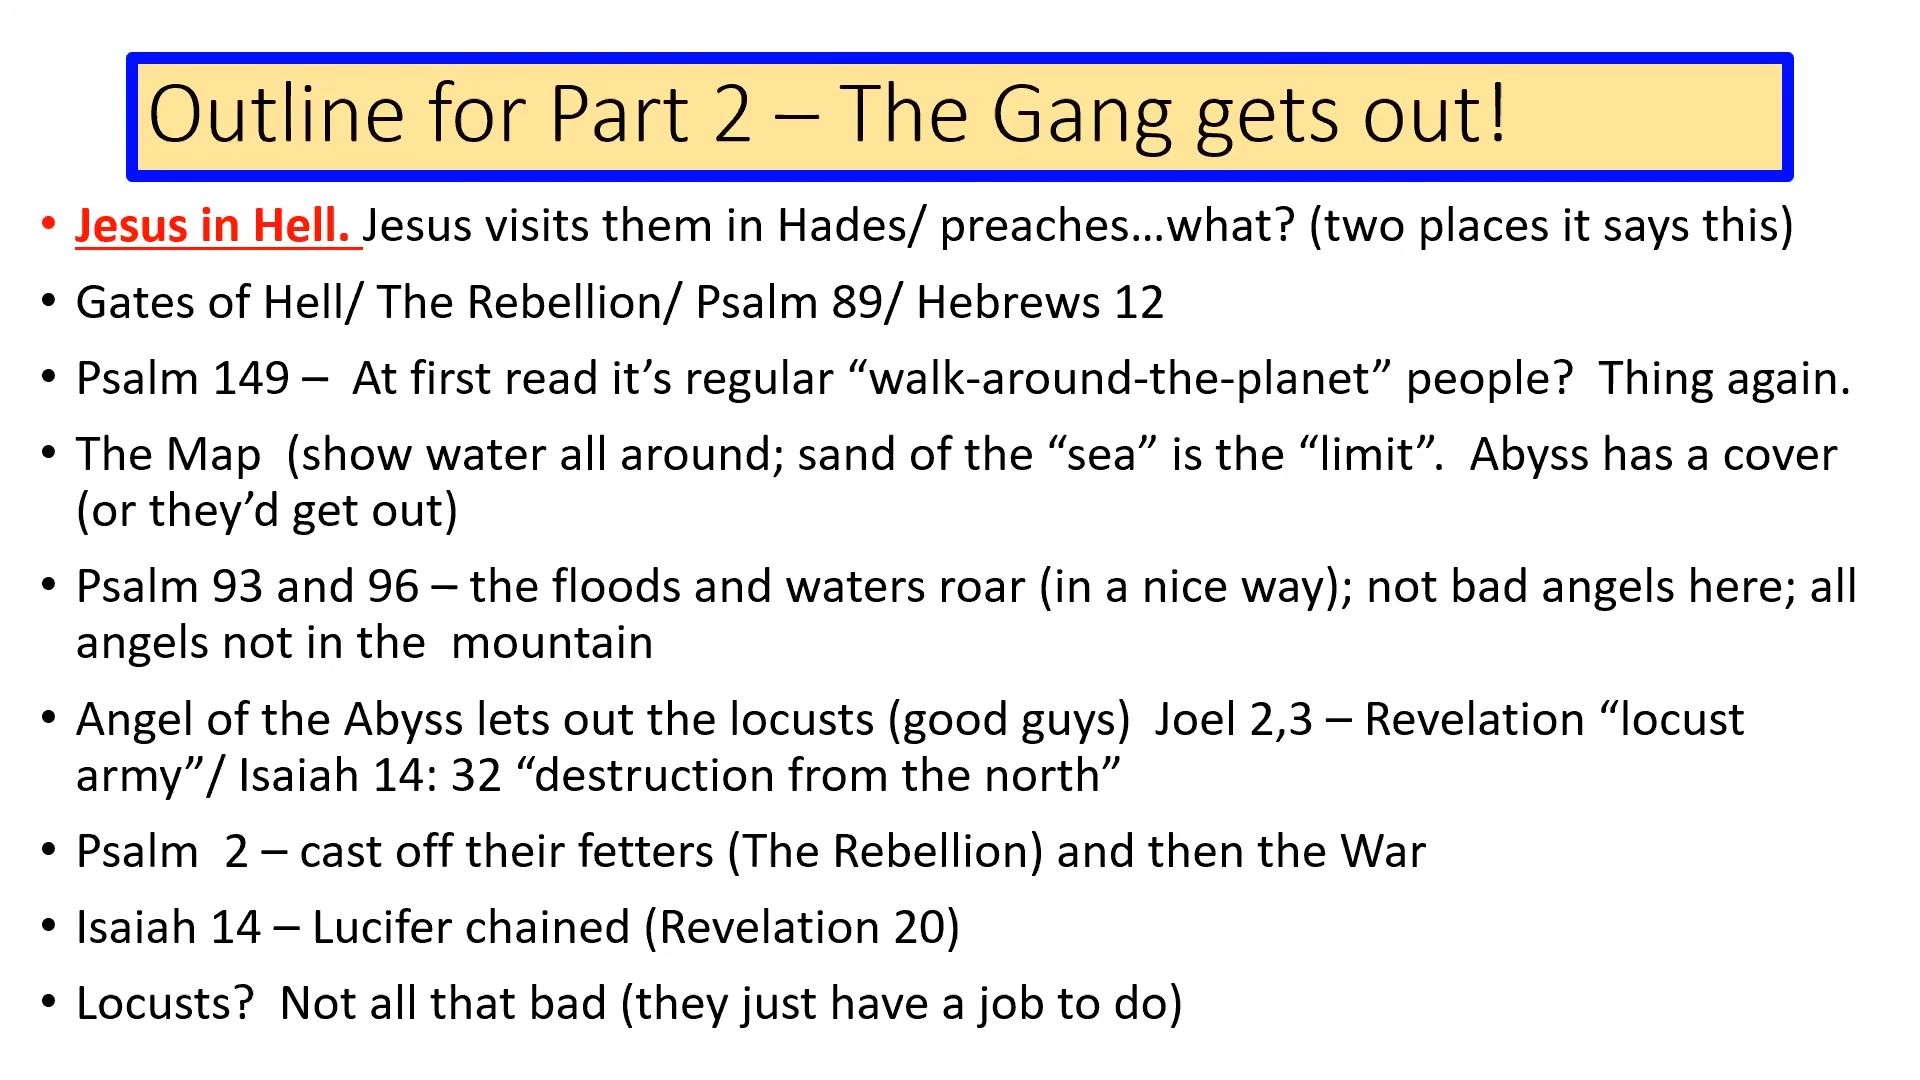 Outline for Part 2 – The Gang gets out!
• Jesus in Hell. Jesus visits them in Hades/ preaches…what? (two places it says this)
• Gates of Hell/ The Rebellion/ Psalm 89/ Hebrews 12
• Psalm 149 –  At first read it’s regular “walk-around-the-planet” people?  Thing again.
• The Map  (show water all around; sand of the “sea” is the “limit”.  Abyss has a cover
(or they’d get out)
• Psalm 93 and 96 – the floods and waters roar (in a nice way); not bad angels here; all
angels not in the  mountain
• Angel of the Abyss lets out the locusts (good guys)  Joel 2,3 – Revelation “locust
army”/ Isaiah 14: 32 “destruction from the north”
• Psalm  2 – cast off their fetters (The Rebellion) and then the War
• Isaiah 14 – Lucifer chained (Revelation 20)
• Locusts?  Not all that bad (they just have a job to do)